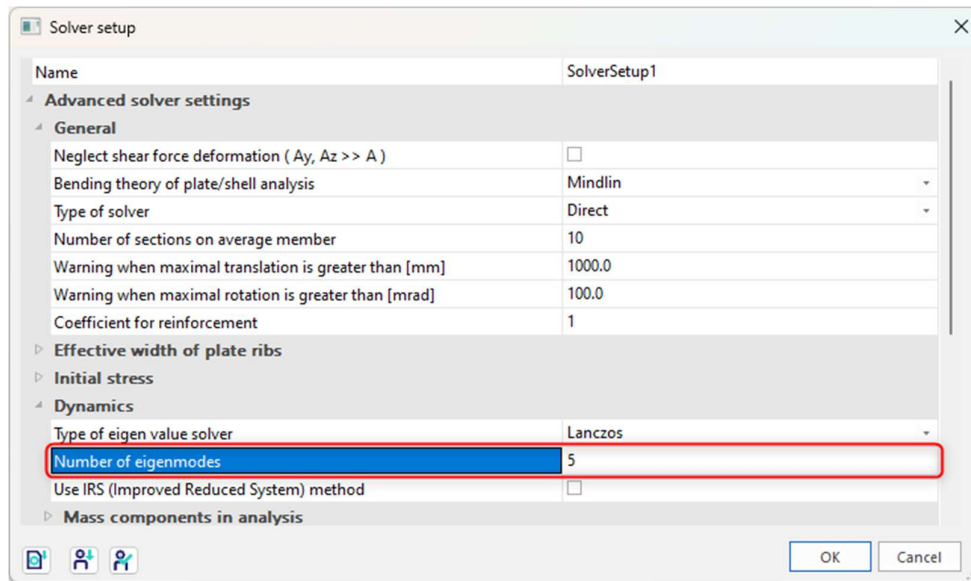 Solver setup
Name SolverSetup1
Advanced solver settings
General
Neglect shear force deformation ( Ay, Az >> A )
Bending theory of plate/shell analysis Mindlin
Type of solver Direct
Number of sections on average member 10
Warning when maximal translation is greater than [mm] 1000.0
Warning when maximal rotation is greater than [mrad] 100.0
Coefficient for reinforcement 1
Effective width of plate ribs
Initial stress
Dynamics
Type of eigen value solver Lanczos
Number of eigenmodes 5
Use IRS (Improved Reduced System) method
Mass components in analysis
OK Cancel